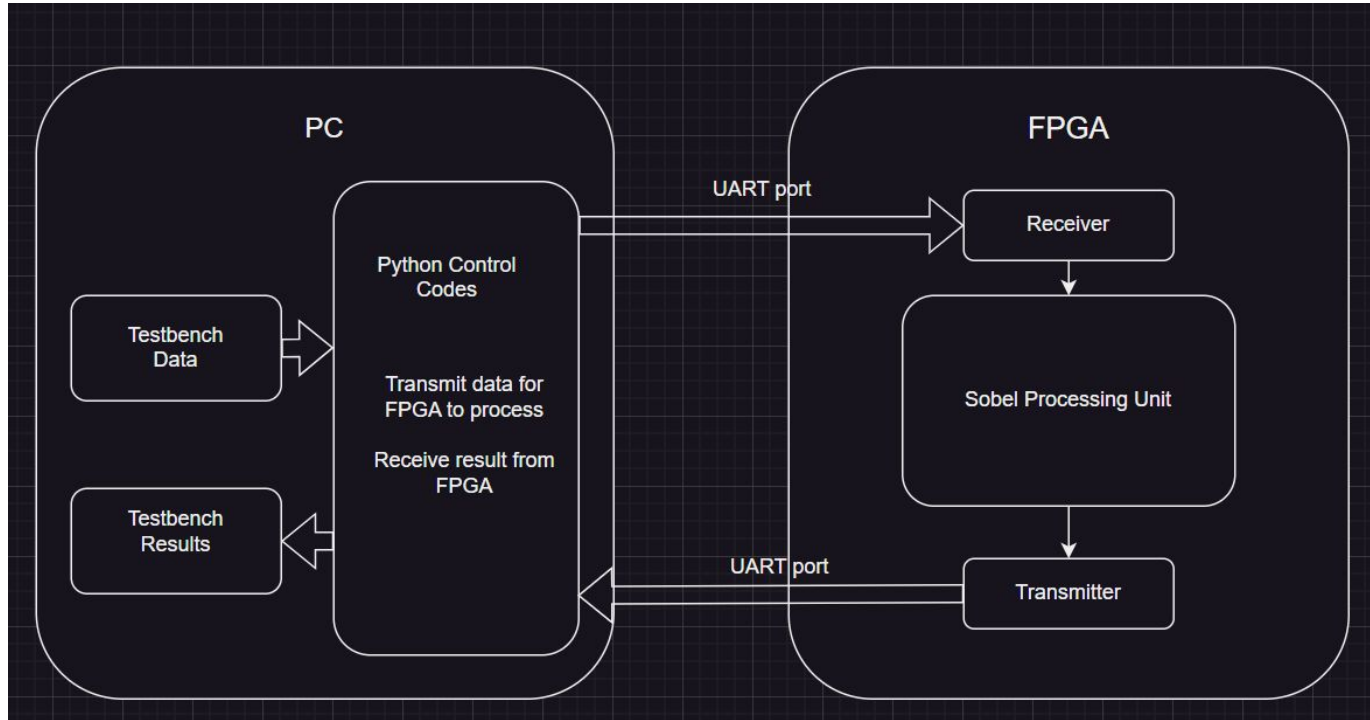 PC
FPGA
UART port
Receiver
Python Control
Codes
Testbench
Data
Transmit data for
FPGA to process
Sobel Processing Unit
Receive result from
FPGA
Testbench
Results
UART port
Transmitter